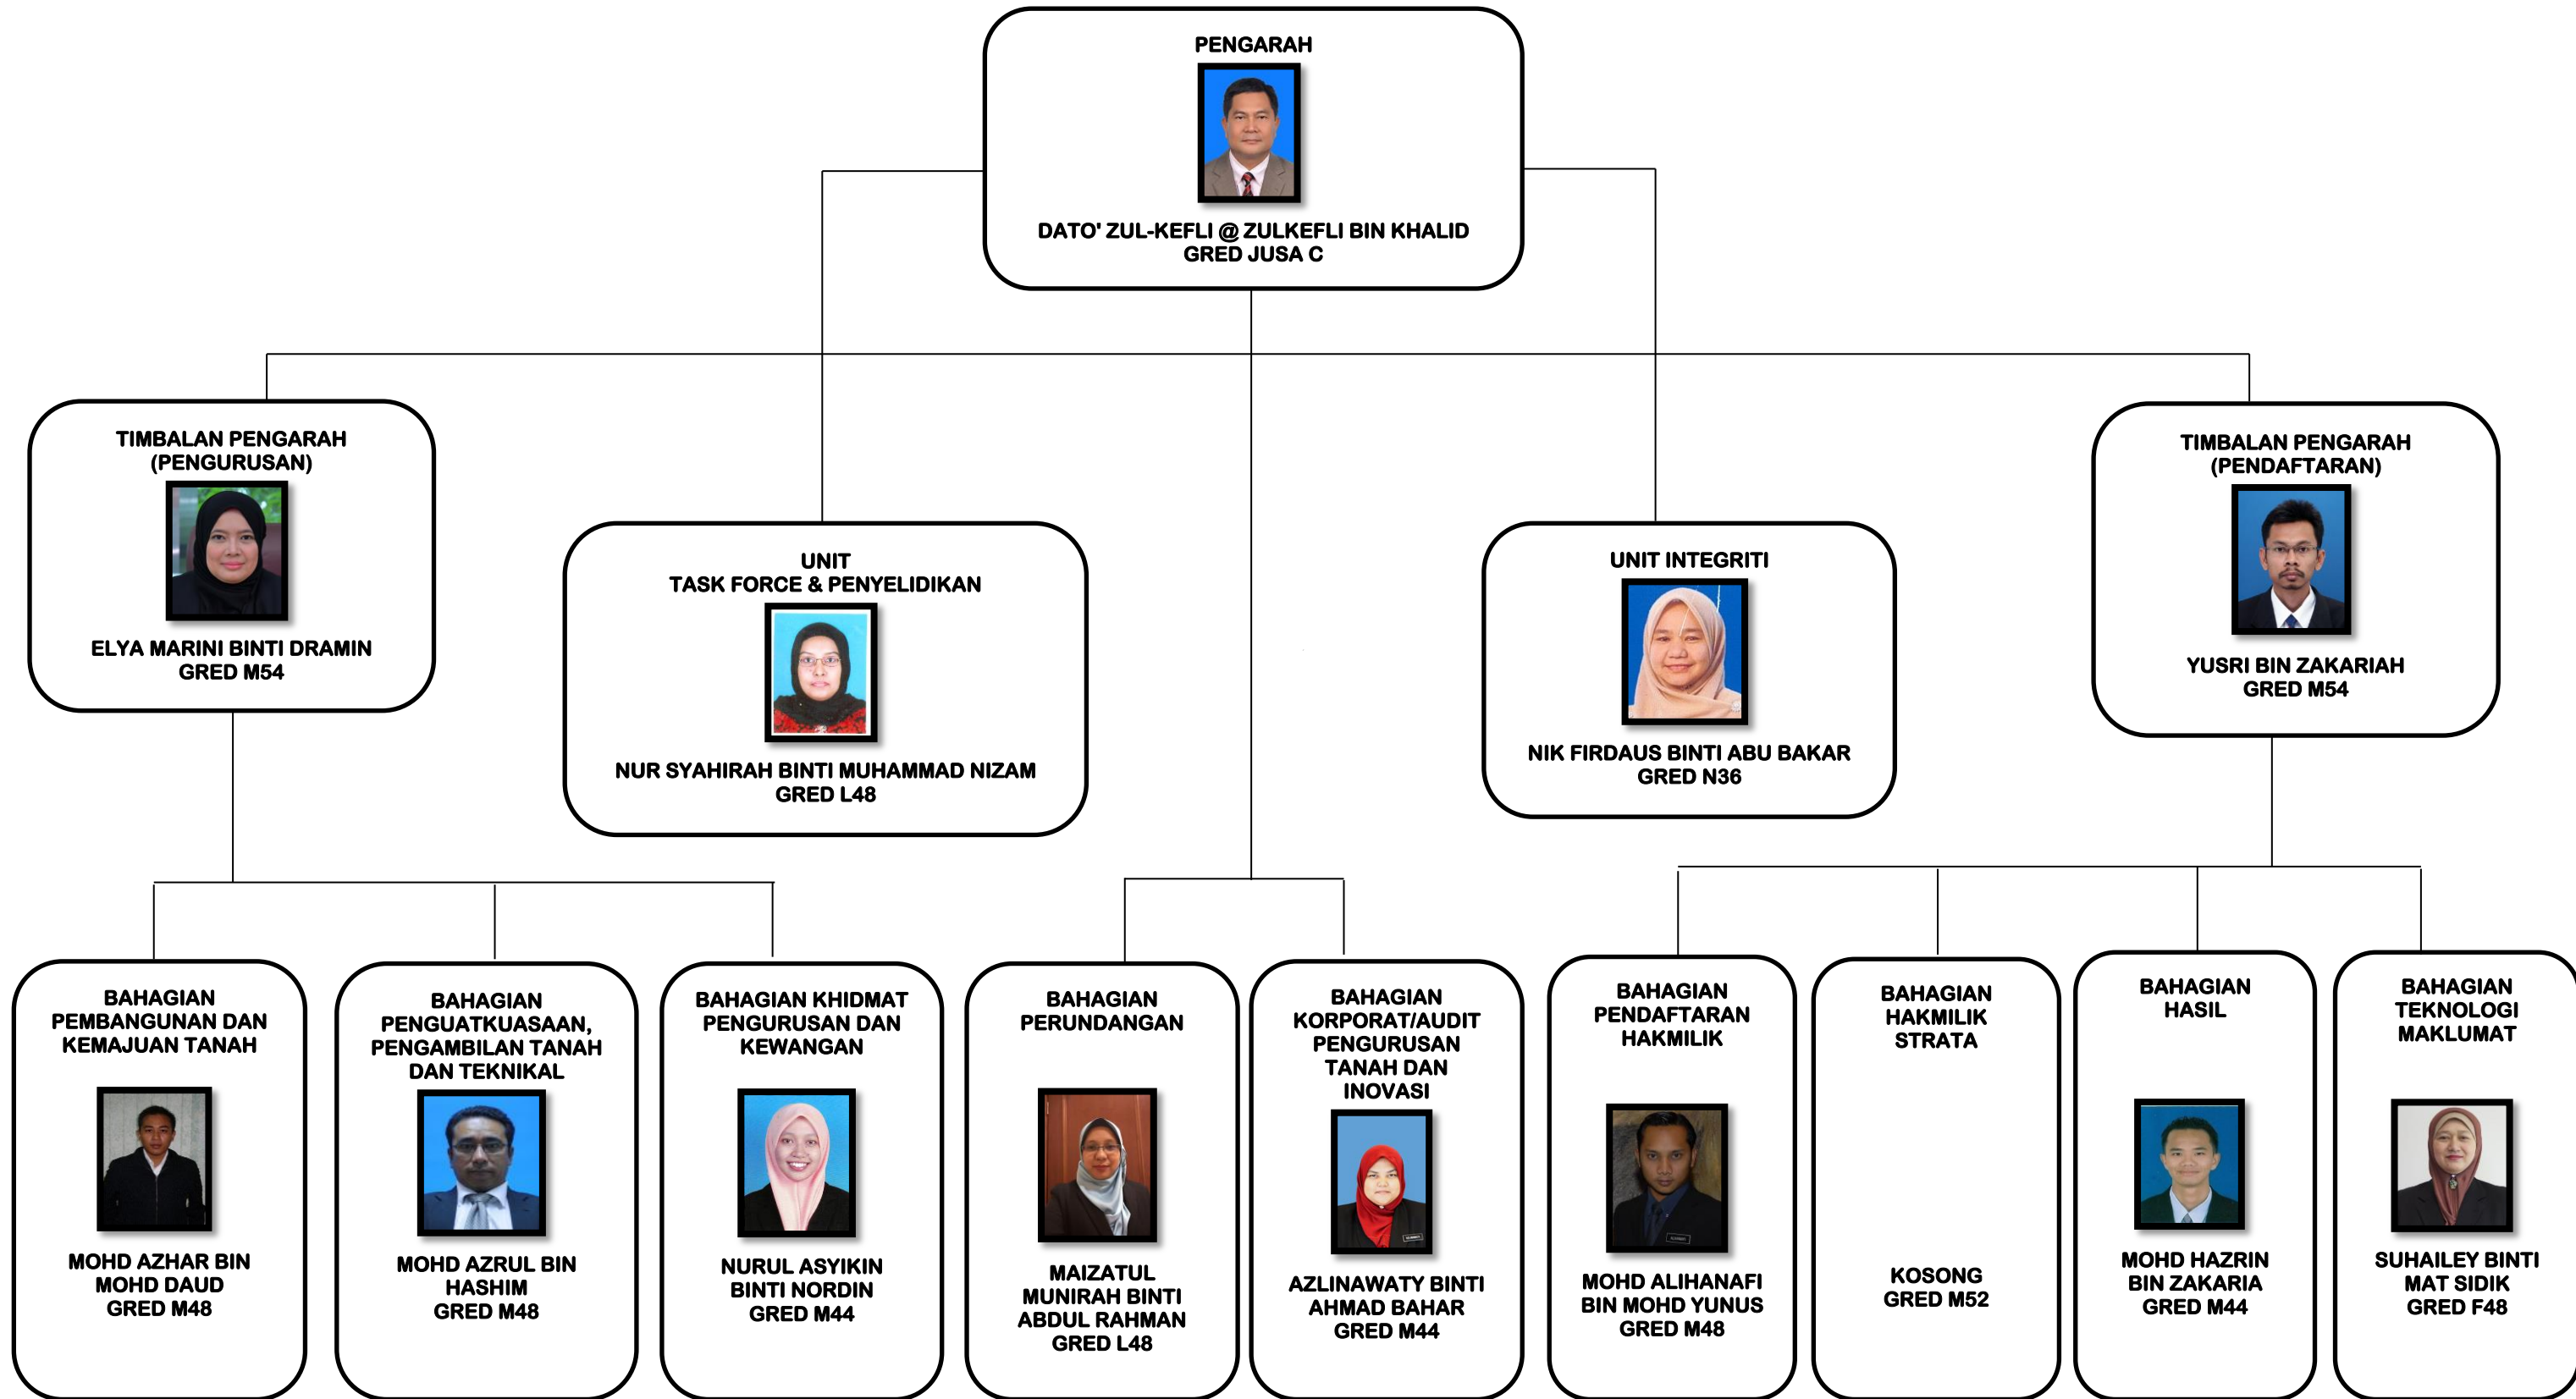 PENGARAH
DATO' ZUL-KEFLI @ ZULKEFLI BIN KHALID
GRED JUSA C
TIMBALAN PENGARAH
(PENGURUSAN)
ELYA MARINI BINTI DRAMIN
GRED M54
UNIT
TASK FORCE & PENYELIDIKAN
NUR SYAHIRAH BINTI MUHAMMAD NIZAM
GRED L48
UNIT INTEGRITI
NIK FIRDAUS BINTI ABU BAKAR
GRED N36
TIMBALAN PENGARAH
(PENDAFTARAN)
YUSRI BIN ZAKARIAH
GRED M54
BAHAGIAN
PEMBANGUNAN DAN
KEMAJUAN TANAH
MOHD AZHAR BIN
MOHD DAUD
GRED M48
BAHAGIAN
PENGUATKUASAAN,
PENGAMBILAN TANAH
DAN TEKNIKAL
MOHD AZRUL BIN
HASHIM
GRED M48
BAHAGIAN KHIDMAT
PENGURUSAN DAN
KEWANGAN
NURUL ASYIKIN
BINTI NORDIN
GRED M44
BAHAGIAN
PERUNDANGAN
MAIZATUL
MUNIRAH BINTI
ABDUL RAHMAN
GRED L48
BAHAGIAN
KORPORAT/AUDIT
PENGURUSAN
TANAH DAN
INOVASI
AZLINAWATY BINTI
AHMAD BAHAR
GRED M44
BAHAGIAN
PENDAFTARAN
HAKMILIK
MOHD ALIHANAFI
BIN MOHD YUNUS
GRED M48
BAHAGIAN
HAKMILIK
STRATA
KOSONG
GRED M52
BAHAGIAN
HASIL
MOHD HAZRIN
BIN ZAKARIA
GRED M44
BAHAGIAN
TEKNOLOGI
MAKLUMAT
SUHAILEY BINTI
MAT SIDIK
GRED F48